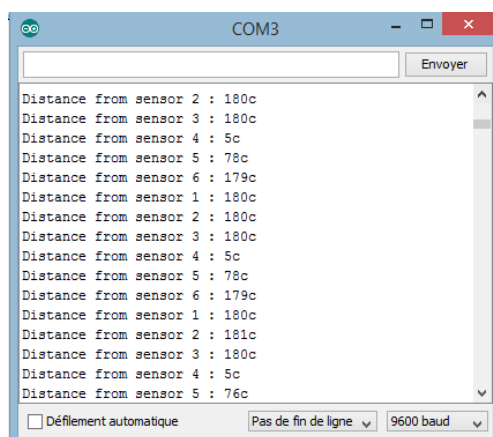 COM3
Envoyer
Distance from sensor 2 : 180c
Distance from sensor 3 : 180c
Distance from sensor 4 : 5c
Distance from sensor 5 : 78c
Distance from sensor 6 : 179c
Distance from sensor 1 : 180c
Distance from sensor 2 : 180c
Distance from sensor 3 : 180c
Distance from sensor 4 : 5c
Distance from sensor 5 : 78c
Distance from sensor 6 : 179c
Distance from sensor 1 : 180c
Distance from sensor 2 : 181c
Distance from sensor 3 : 180c
Distance from sensor 4 : 5c
Distance from sensor 5 : 76c
Défilement automatique Pas de fin de ligne 9600 baud